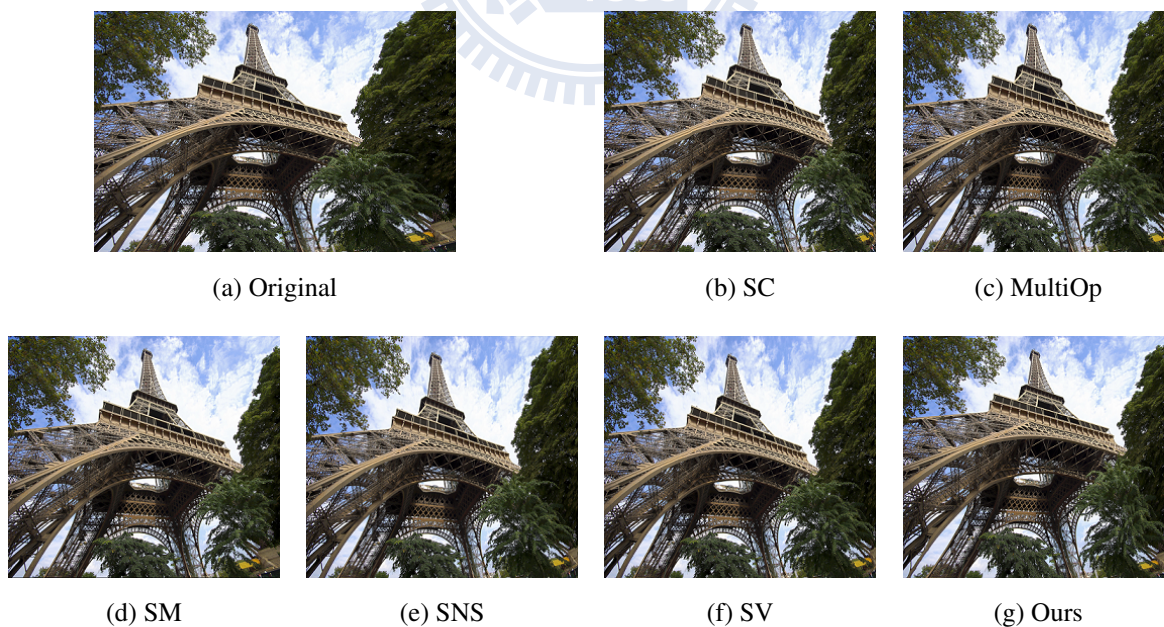 (a) Original
(b) SC
(c) MultiOp
(d) SM
(e) SNS
(f) SV
(g) Ours